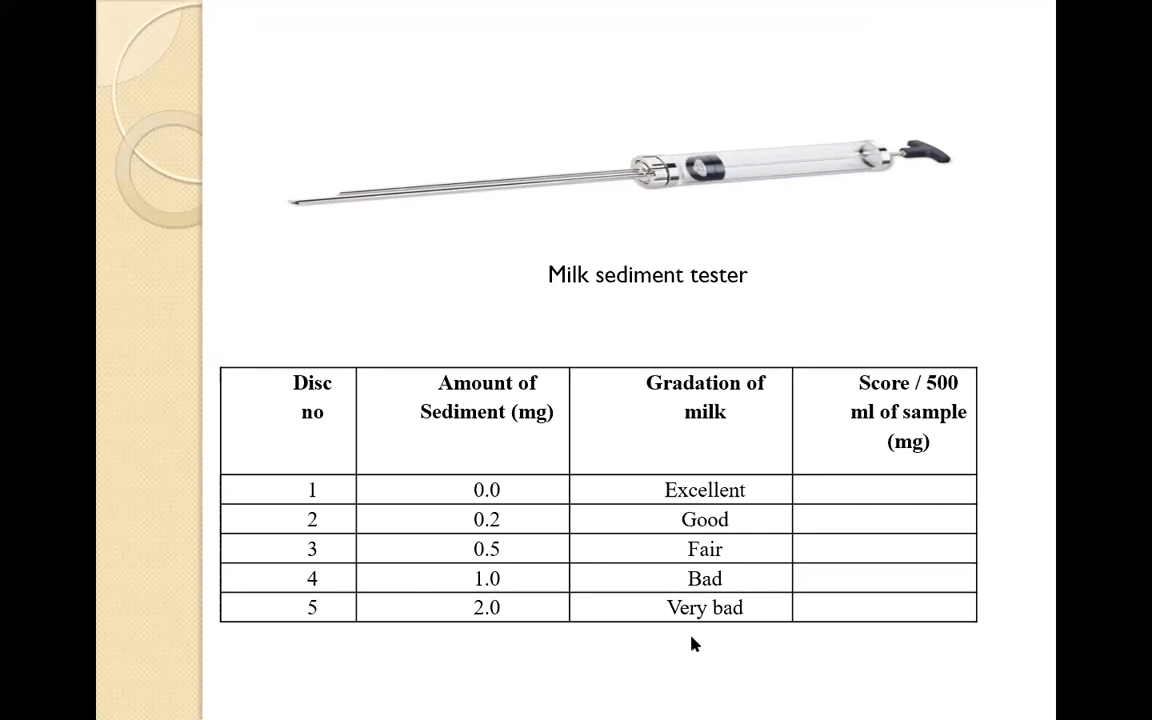 Milk sediment tester
Disc no Amount of Sediment (mg) Gradation of milk Score / 500 ml of sample (mg)
1 0.0 Excellent
2 0.2 Good
3 0.5 Fair
4 1.0 Bad
5 2.0 Very bad